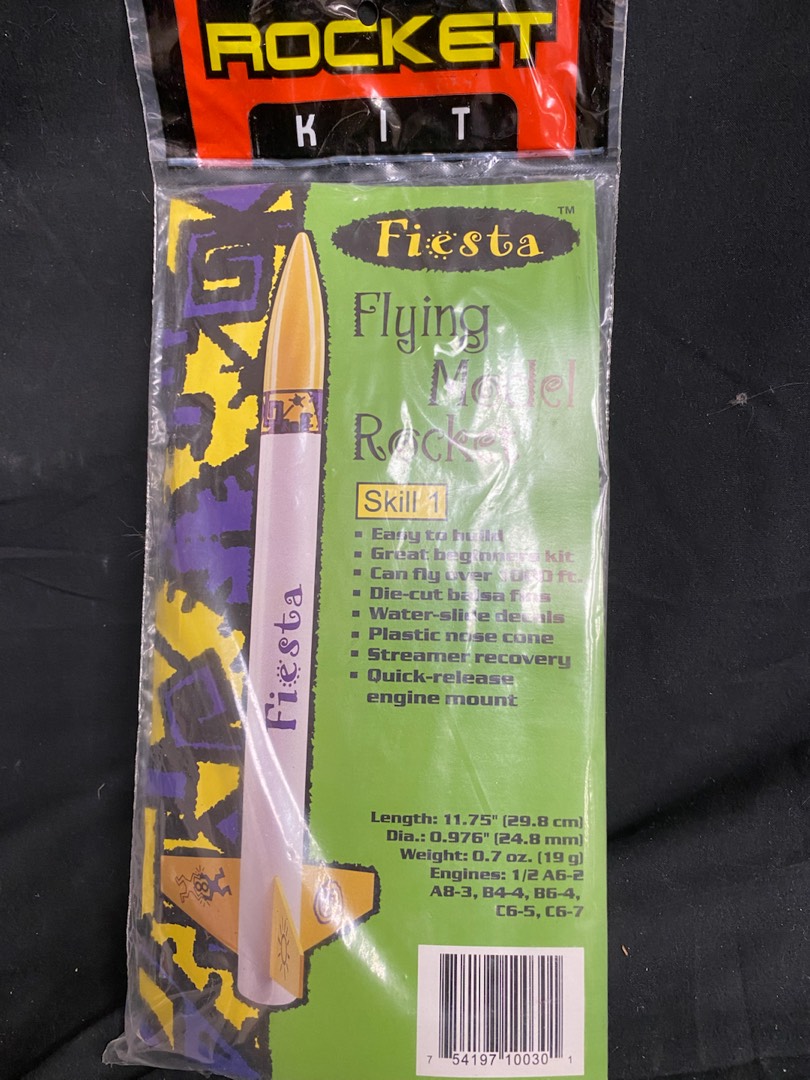 ROCKET
KIT
Fiesta™
Flying
Model
Rocket
Skill 1
▪ Easy to build
▪ Great beginners kit
▪ Can fly over 1000 ft.
▪ Die-cut balsa fins
▪ Water-slide decals
▪ Plastic nose cone
▪ Streamer recovery
▪ Quick-release
engine mount
Fiesta
Length: 11.75" (29.8 cm)
Dia.: 0.976" (24.8 mm)
Weight: 0.7 oz. (19 g)
Engines: 1/2 A6-2
A8-3, B4-4, B6-4,
C6-5, C6-7
7 54197 10030 1